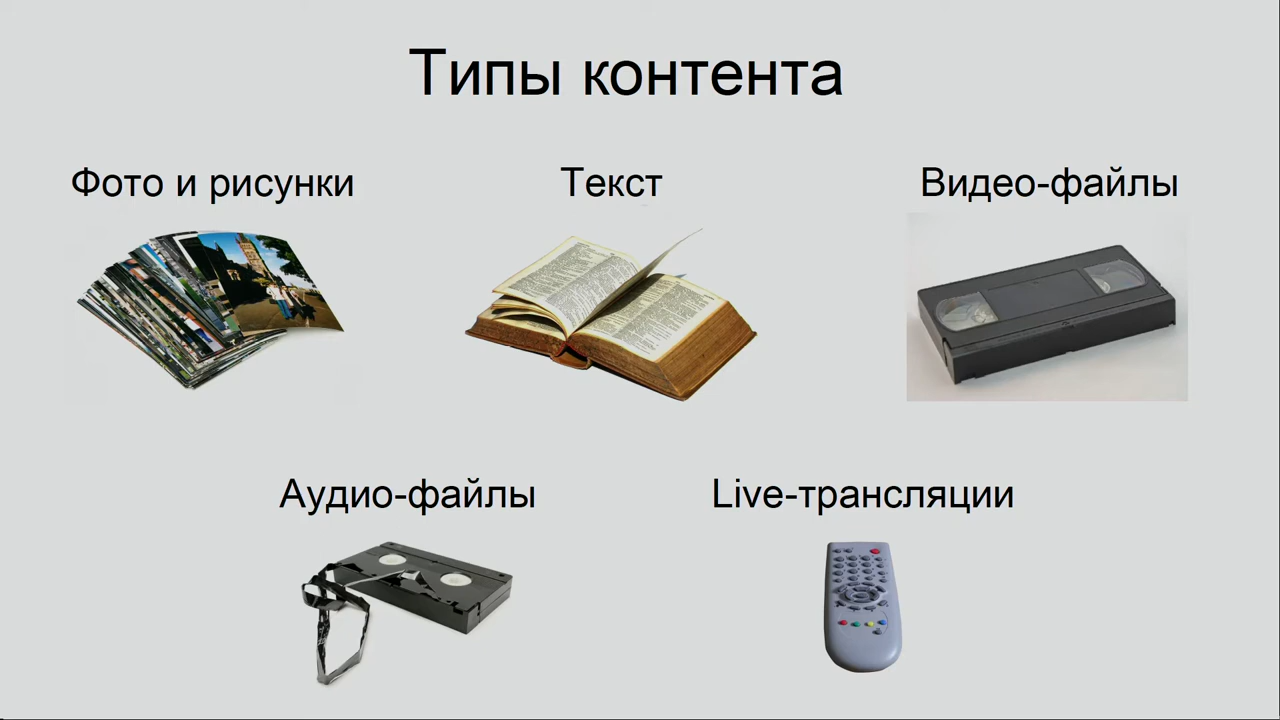 Типы контента
Фото и рисунки
Текст
Видео-файлы
Аудио-файлы
Live-трансляции